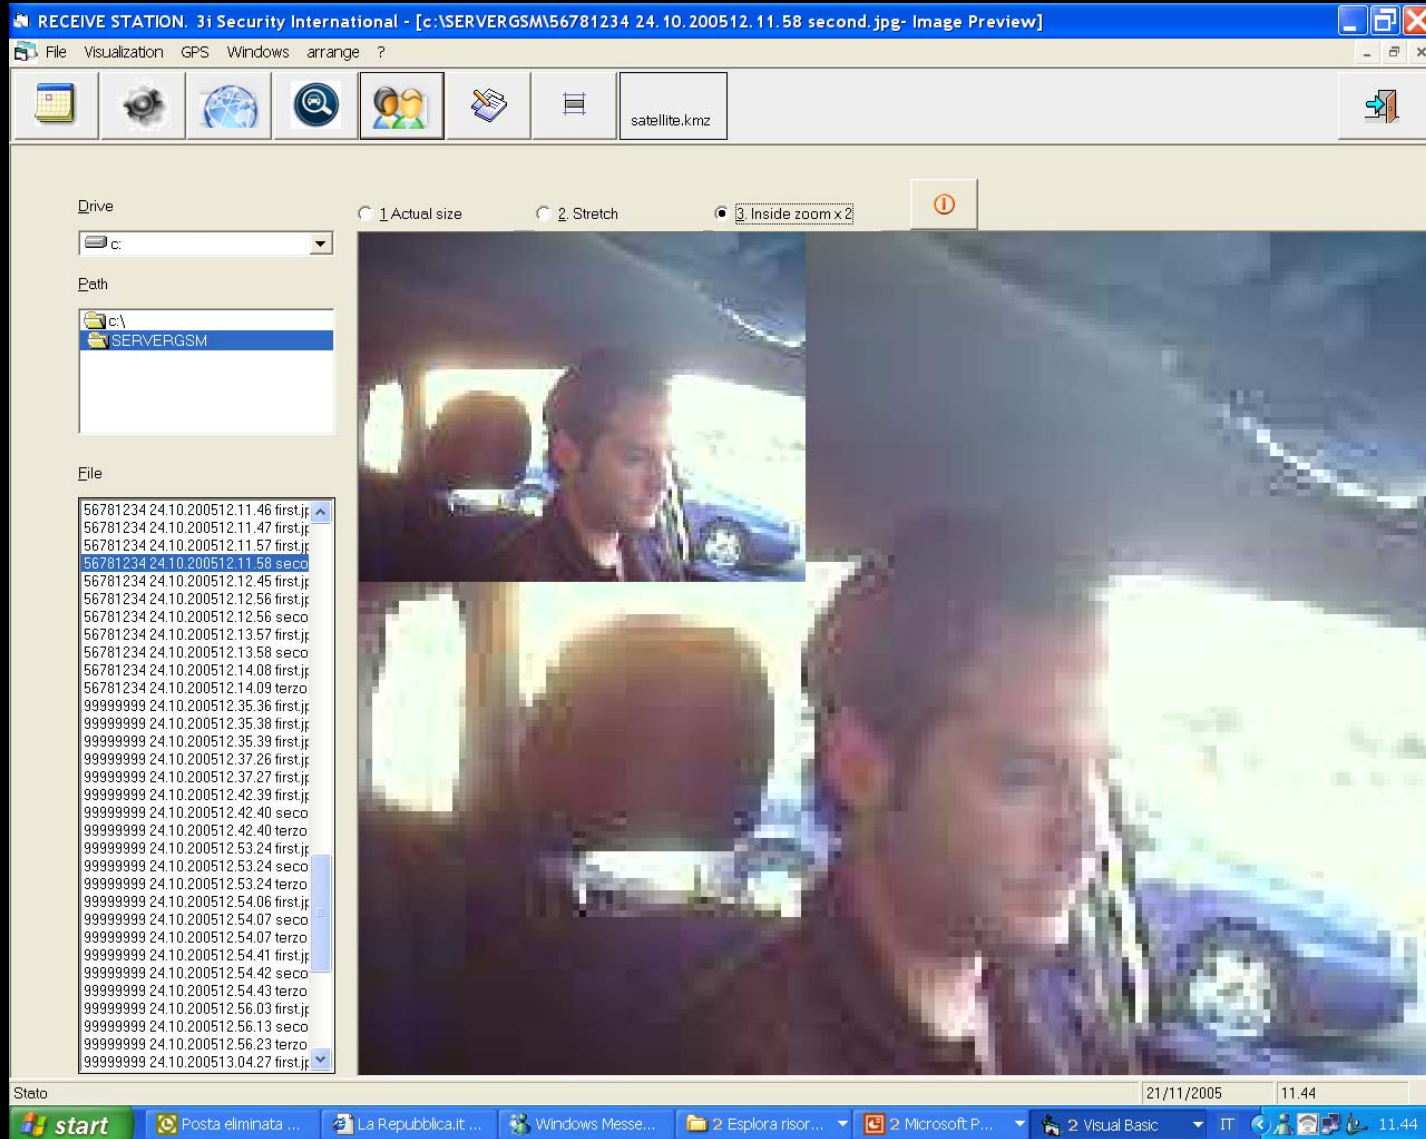 RECEIVE STATION. 3i Security International - [c:\SERVERGSM\56781234 24.10.200512.11.58 second.jpg- Image Preview]
File Visualization GPS Windows arrange ?
satellite.kmz
Drive
1 Actual size 2. Stretch 3. Inside zoom x 2
c:
Path
c:\
SERVERGSM
File
56781234 24.10.200512.11.46 first.jp
56781234 24.10.200512.11.47 first.jp
56781234 24.10.200512.11.57 first.jp
56781234 24.10.200512.11.58 seco
56781234 24.10.200512.12.45 first.jp
56781234 24.10.200512.12.56 first.jp
56781234 24.10.200512.12.56 seco
56781234 24.10.200512.13.57 first.jp
56781234 24.10.200512.13.58 seco
56781234 24.10.200512.14.08 first.jp
56781234 24.10.200512.14.09 terzo
99999999 24.10.200512.35.36 first.jp
99999999 24.10.200512.35.38 first.jp
99999999 24.10.200512.35.39 first.jp
99999999 24.10.200512.37.26 first.jp
99999999 24.10.200512.37.27 first.jp
99999999 24.10.200512.42.39 first.jp
99999999 24.10.200512.42.40 seco
99999999 24.10.200512.42.40 terzo
99999999 24.10.200512.53.24 first.jp
99999999 24.10.200512.53.24 seco
99999999 24.10.200512.53.24 terzo
99999999 24.10.200512.54.06 first.jp
99999999 24.10.200512.54.07 seco
99999999 24.10.200512.54.07 terzo
99999999 24.10.200512.54.41 first.jp
99999999 24.10.200512.54.42 seco
99999999 24.10.200512.54.43 terzo
99999999 24.10.200512.56.03 first.jp
99999999 24.10.200512.56.13 seco
99999999 24.10.200512.56.23 terzo
99999999 24.10.200513.04.27 first.jp
Stato 21/11/2005 11.44
start Posta eliminata ... La Repubblica.it ... Windows Messe... 2 Esplora risor... 2 Microsoft P... 2 Visual Basic IT 11.44